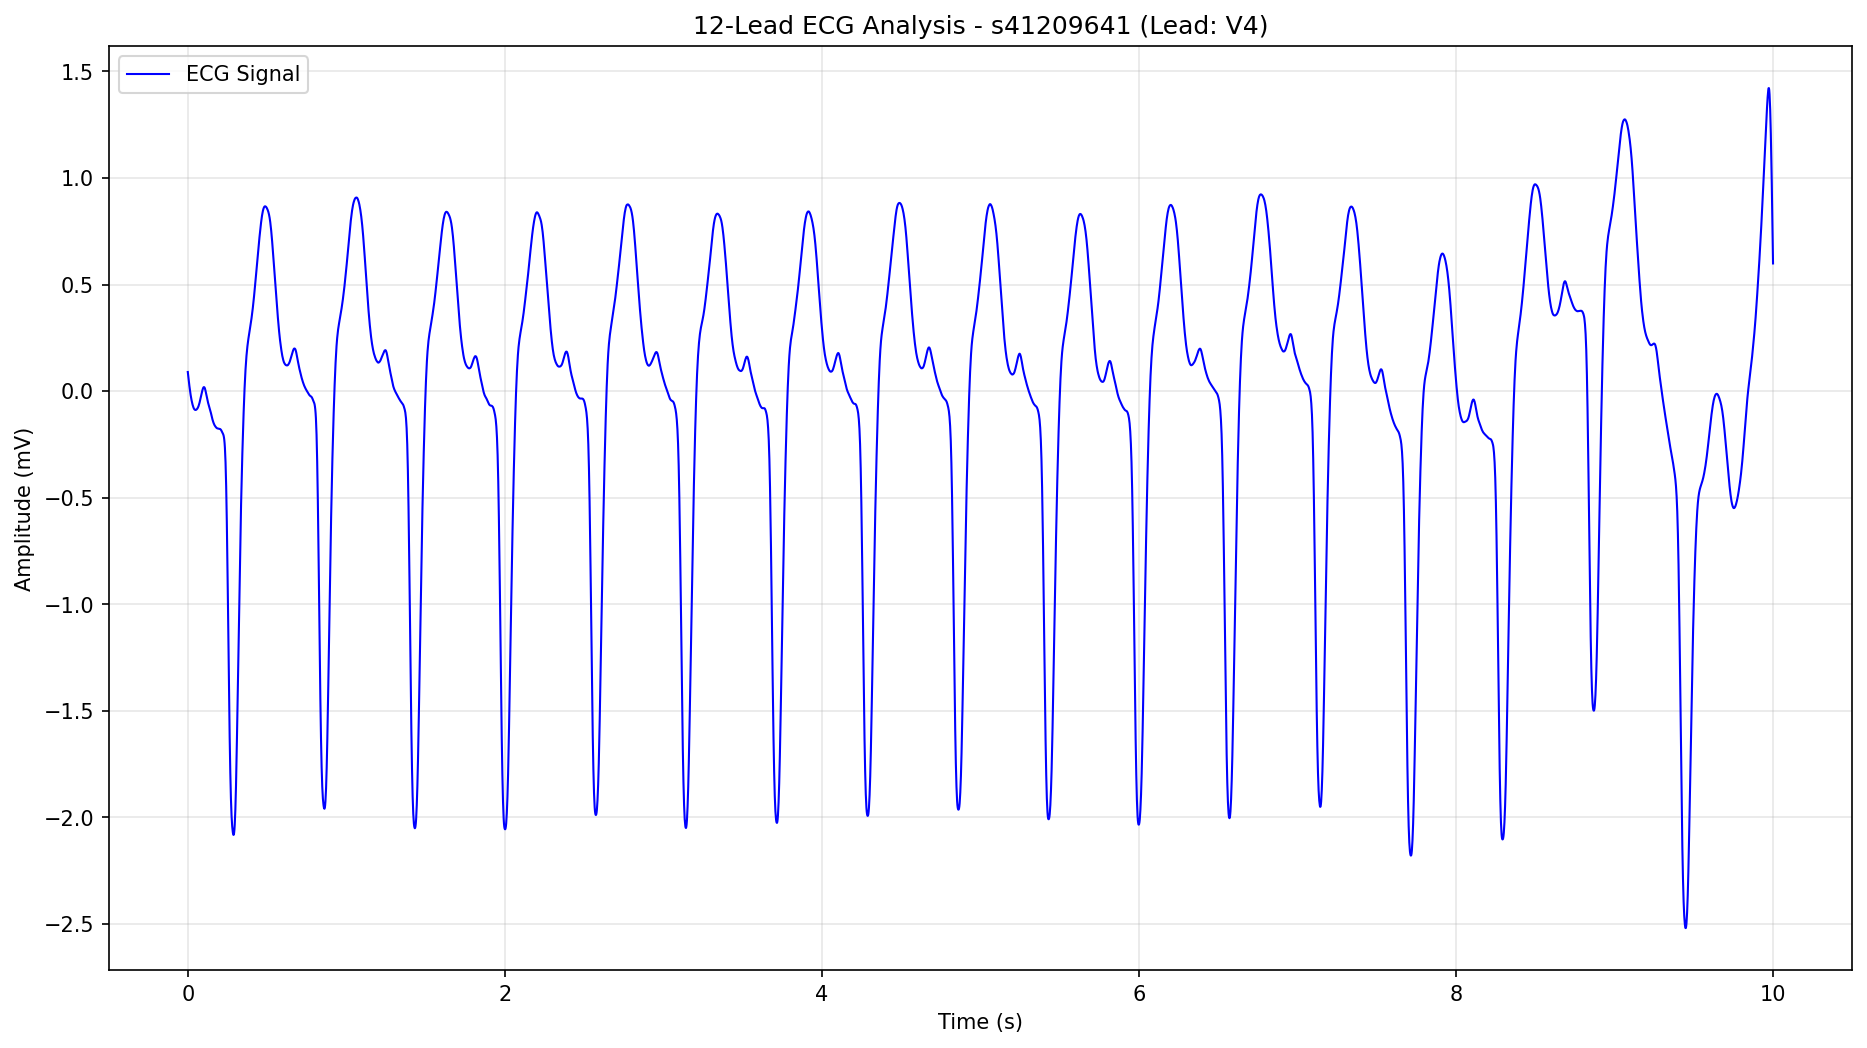 12-Lead ECG Analysis - s41209641 (Lead: V4)
ECG Signal
1.5
1.0
0.5
0.0
−0.5
−1.0
−1.5
−2.0
−2.5
Amplitude (mV)
0 2 4 6 8 10
Time (s)